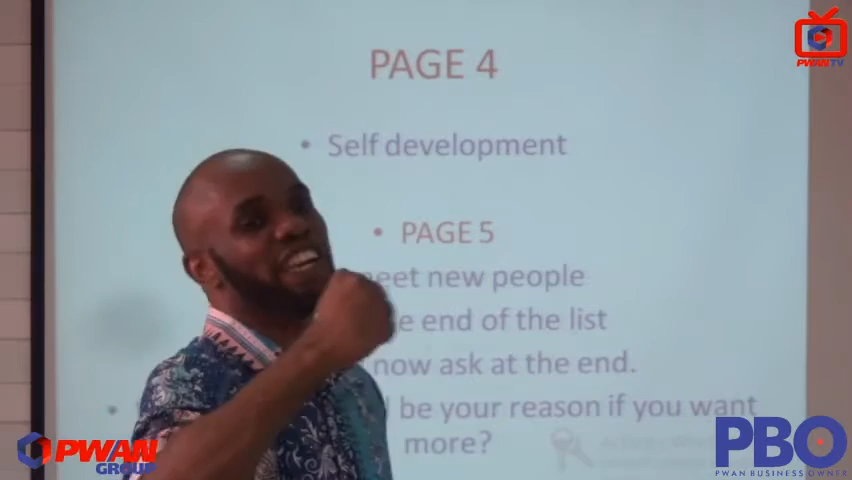 PWAN TV
PAGE 4
• Self development
• PAGE 5
meet new people
end of the list
now ask at the end.
• be your reason if you want
more?
PWAN
GROUP
PBO
PWAN BUSINESS OWNER